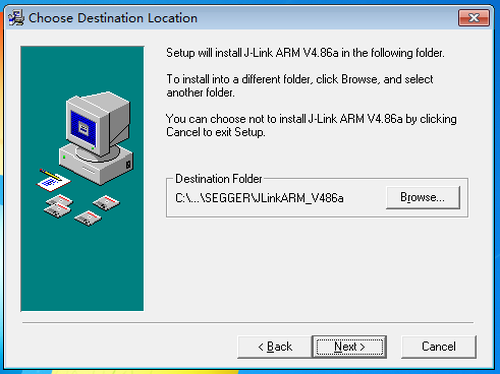 Choose Destination Location
Setup will install J-Link ARM V4.86a in the following folder.
To install into a different folder, click Browse, and select
another folder.
You can choose not to install J-Link ARM V4.86a by clicking
Cancel to exit Setup.
Destination Folder
C:\...\SEGGER\JLinkARM_V486a
Browse...
< Back
Next >
Cancel